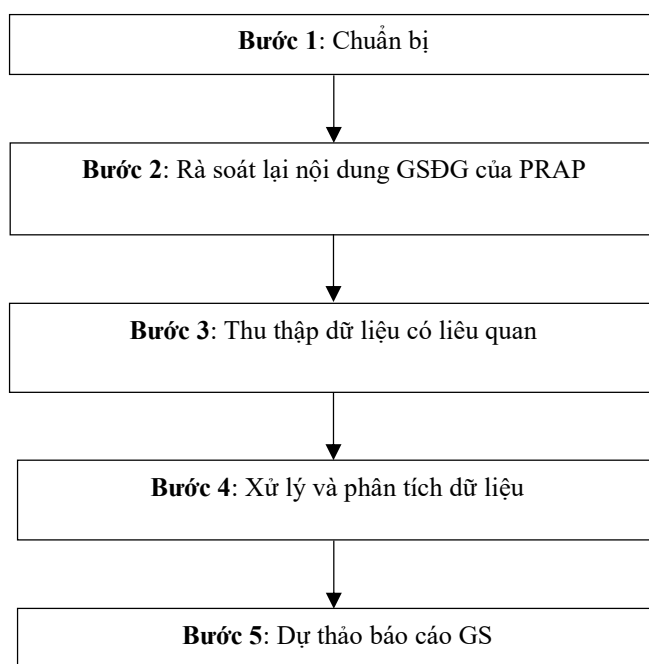 Bước 1: Chuẩn bị
Bước 2: Rà soát lại nội dung GSĐG của PRAP
Bước 3: Thu thập dữ liệu có liêu quan
Bước 4: Xử lý và phân tích dữ liệu
Bước 5: Dự thảo báo cáo GS